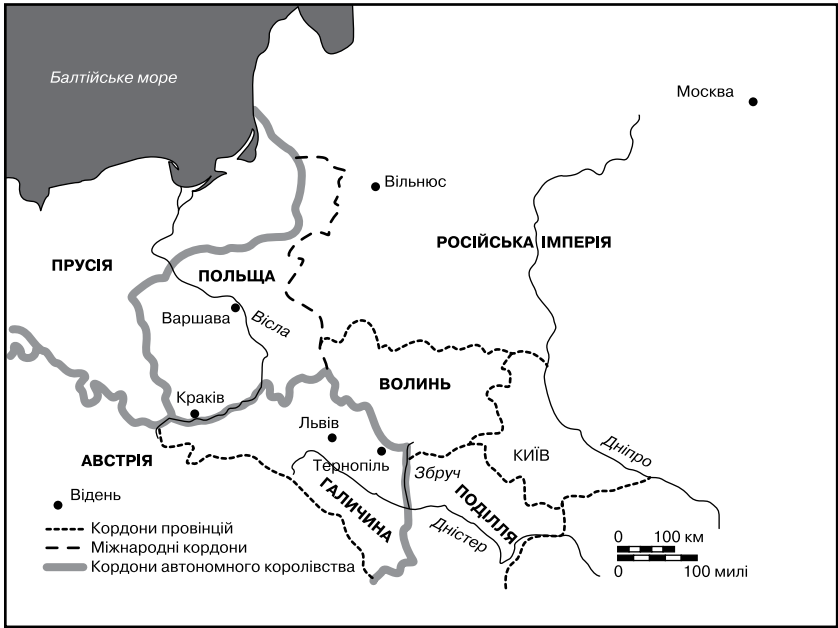 Балтійське море
Москва
Вільнюс
РОСІЙСЬКА ІМПЕРІЯ
ПРУСІЯ
ПОЛЬЩА
Варшава
Вісла
ВОЛИНЬ
Краків
Львів
АВСТРІЯ
Тернопіль
Збруч
КИЇВ
Дніпро
Відень
ГАЛИЧИНА
ПОДІЛЛЯ
Дністер
Кордони провінцій
Міжнародні кордони
Кордони автономного королівства
0 100 км
0 100 милі